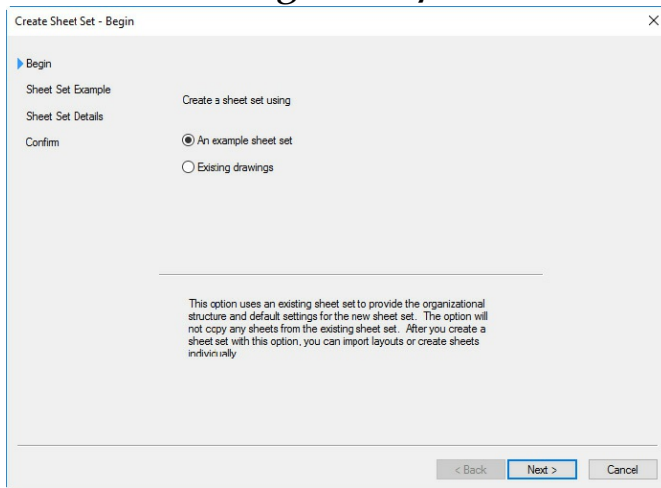 Create Sheet Set - Begin
Begin
Sheet Set Example
Sheet Set Details
Confirm
Create a sheet set using
An example sheet set
Existing drawings
This option uses an existing sheet set to provide the organizational
structure and default settings for the new sheet set. The option will
not copy any sheets from the existing sheet set. After you create a
sheet set with this option, you can import layouts or create sheets
individually
< Back
Next >
Cancel